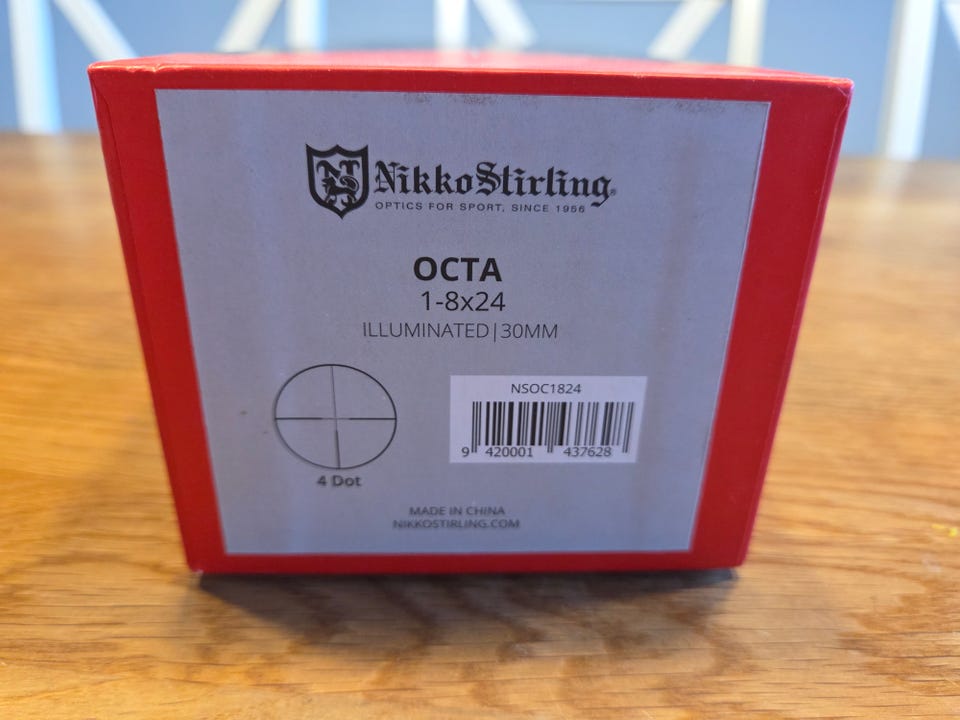 NS
NikkoStirling®
OPTICS FOR SPORT, SINCE 1956
OCTA
1-8x24
ILLUMINATED|30MM
4 Dot
NSOC1824
9 420001 437628
MADE IN CHINA
NIKKOSTIRLING.COM